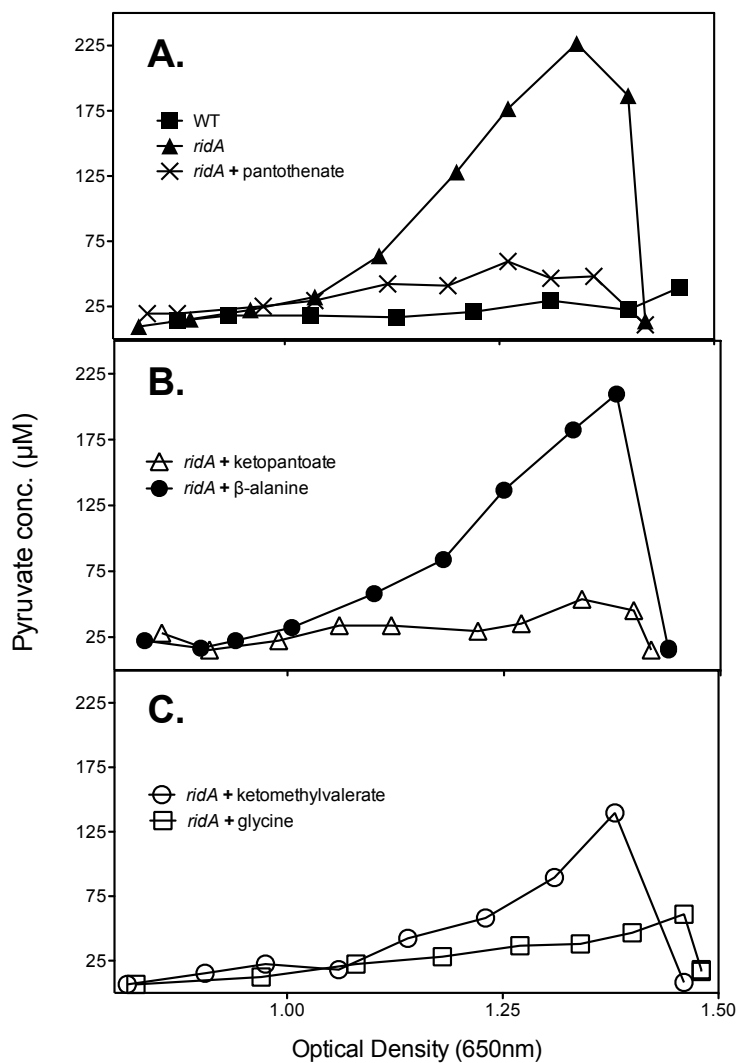 A.
WT
ridA
ridA + pantothenate
225
175
125
75
25
B.
ridA + ketopantoate
ridA + β-alanine
225
175
125
75
25
Pyruvate conc. (µM)
C.
ridA + ketomethylvalerate
ridA + glycine
225
175
125
75
25
1.00
1.25
1.50
Optical Density (650nm)